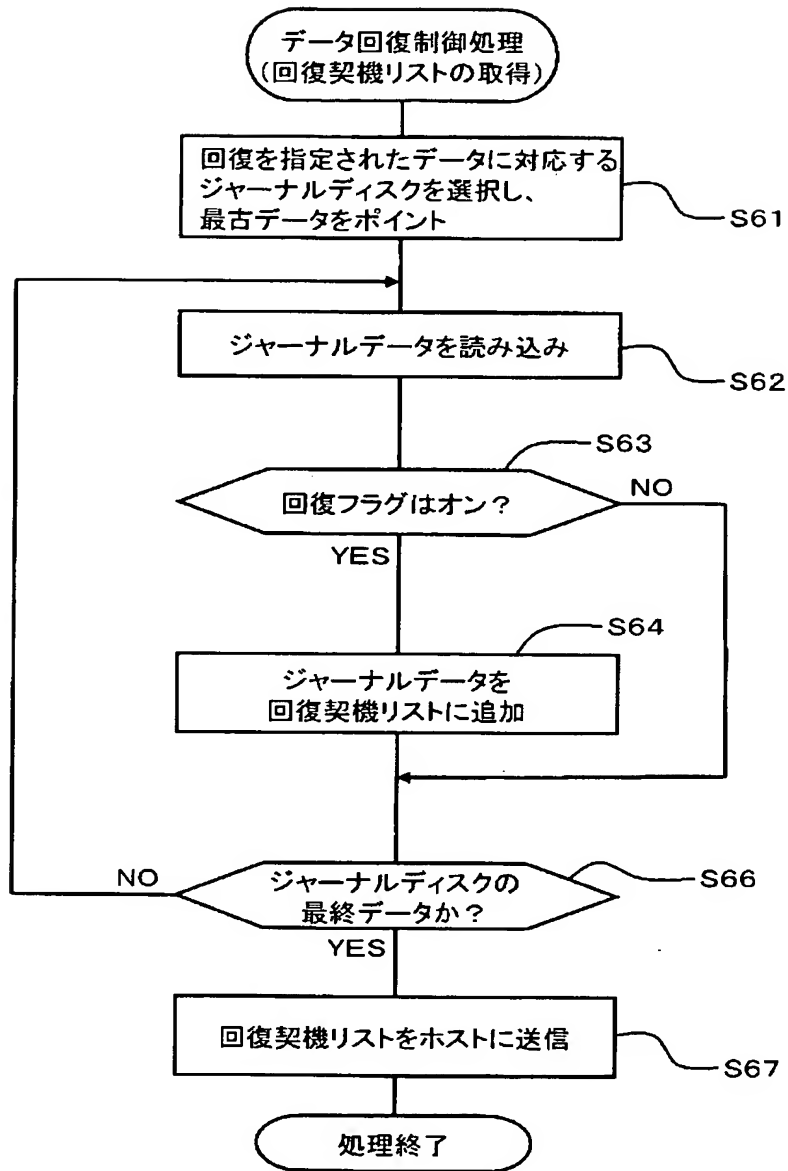 データ回復制御処理
(回復契機リストの取得)
回復を指定されたデータに対応する
ジャーナルディスクを選択し、
最古データをポイント
S61
ジャーナルデータを読み込み
S62
S63
回復フラグはオン?
NO
YES
S64
ジャーナルデータを
回復契機リストに追加
NO
ジャーナルディスクの
最終データか?
S66
YES
回復契機リストをホストに送信
S67
処理終了